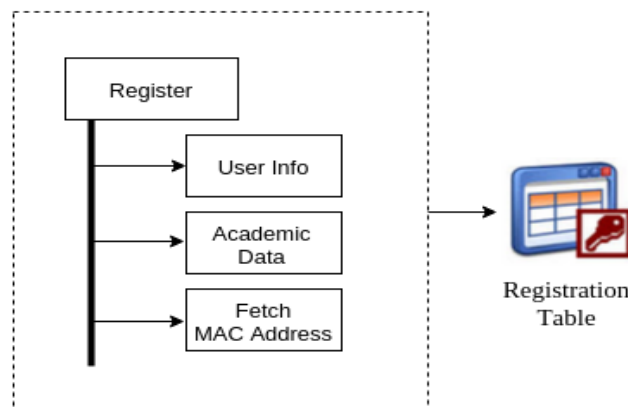 Register
User Info
Academic
Data
Fetch
MAC Address
Registration
Table